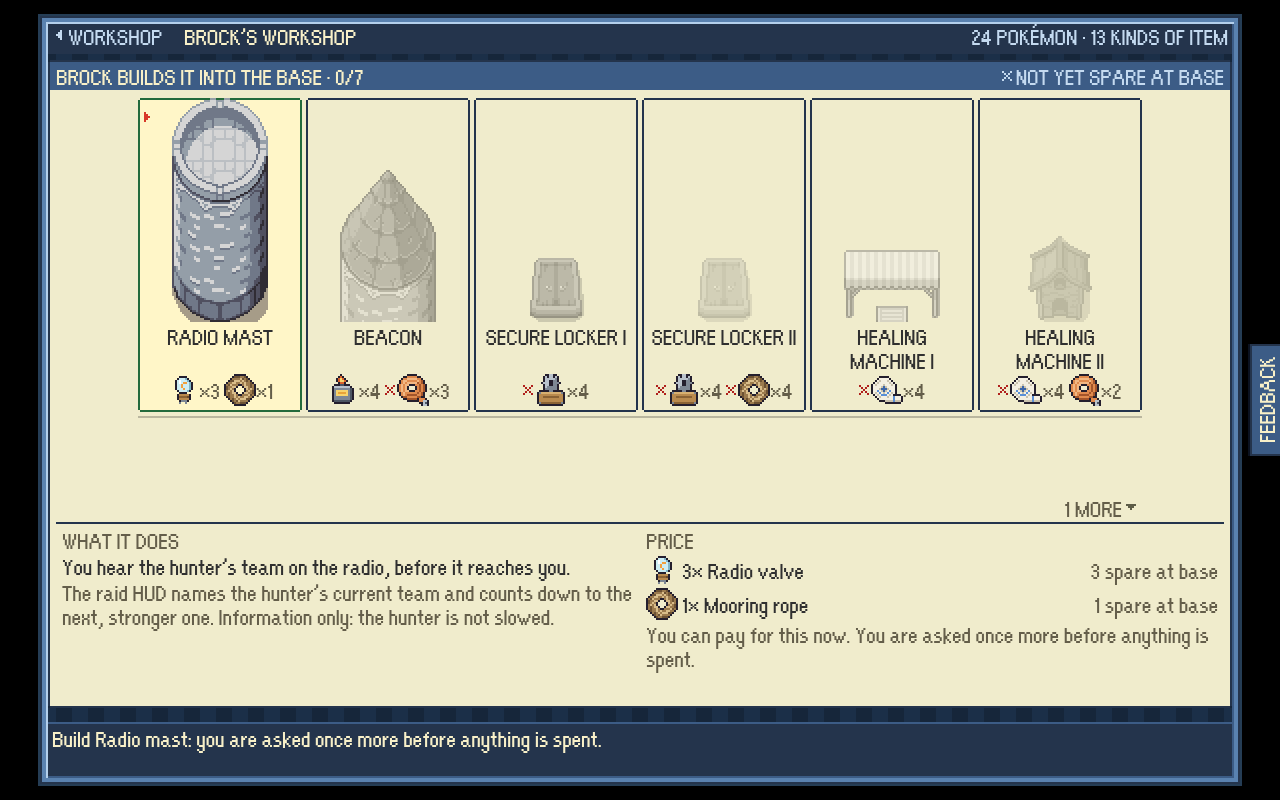 WORKSHOP BROCK'S WORKSHOP 24 POKÉMON · 13 KINDS OF ITEM
BROCK BUILDS IT INTO THE BASE · 0/7 ×NOT YET SPARE AT BASE
RADIO MAST
×3 ×1
BEACON
×4 ×3
SECURE LOCKER I
×4
SECURE LOCKER II
×4 ×4
HEALING
MACHINE I
×4
HEALING
MACHINE II
×4 ×2
1 MORE
WHAT IT DOES
You hear the hunter's team on the radio, before it reaches you.
The raid HUD names the hunter's current team and counts down to the
next, stronger one. Information only: the hunter is not slowed.
PRICE
3× Radio valve 3 spare at base
1× Mooring rope 1 spare at base
You can pay for this now. You are asked once more before anything is
spent.
Build Radio mast: you are asked once more before anything is spent.
FEEDBACK